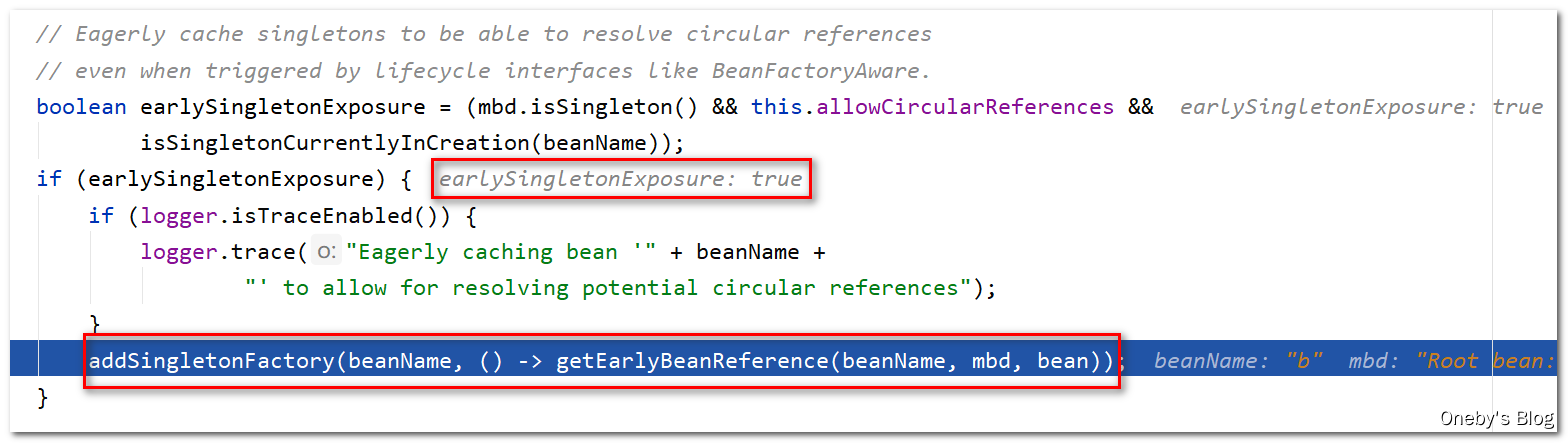 // Eagerly cache singletons to be able to resolve circular references
// even when triggered by lifecycle interfaces like BeanFactoryAware.
boolean earlySingletonExposure = (mbd.isSingleton() && this.allowCircularReferences && earlySingletonExposure: true
isSingletonCurrentlyInCreation(beanName));
if (earlySingletonExposure) { earlySingletonExposure: true
if (logger.isTraceEnabled()) {
logger.trace( o: "Eagerly caching bean '" + beanName +
"' to allow for resolving potential circular references");
}
addSingletonFactory(beanName, () -> getEarlyBeanReference(beanName, mbd, bean)); beanName: "b" mbd: "Root bean:
}
Oneby's Blog